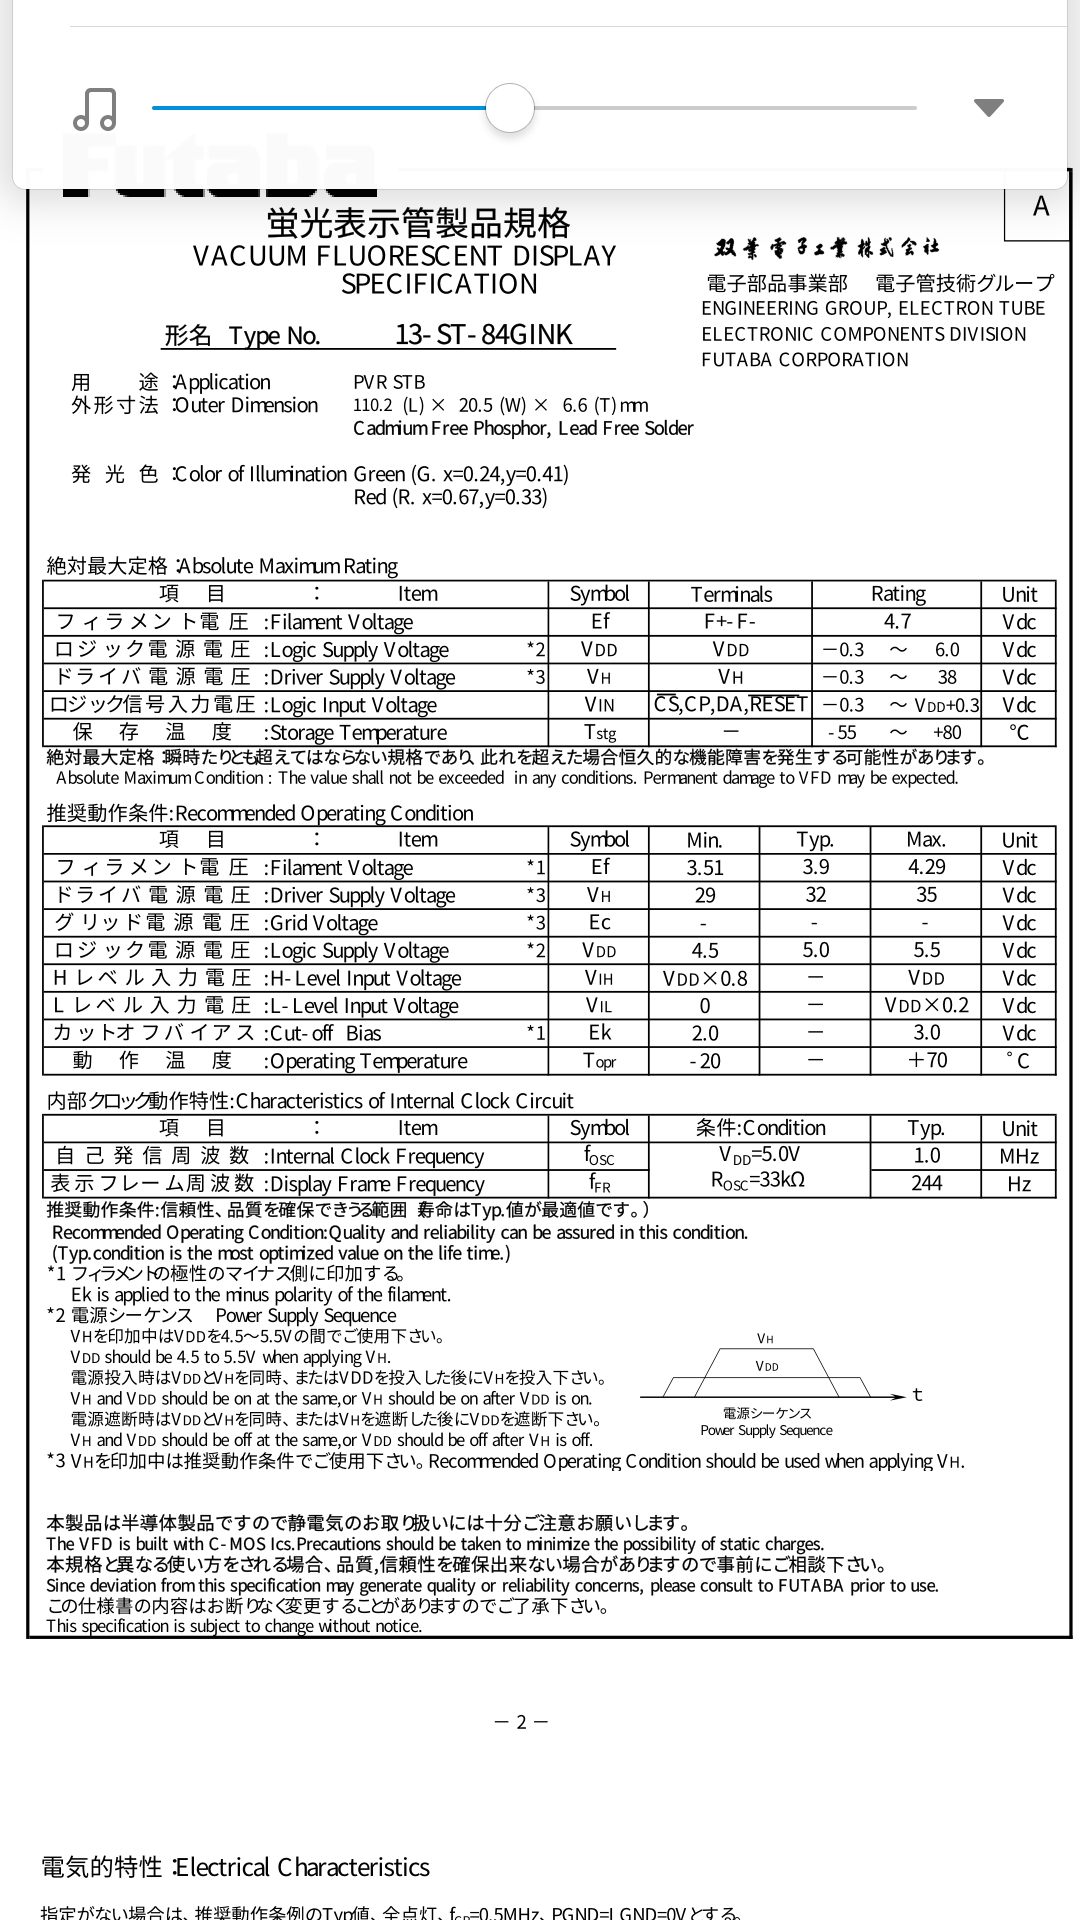 Futaba
A
蛍光表示管製品規格
VACUUM FLUORESCENT DISPLAY
SPECIFICATION
双葉電子工業株式会社
電子部品事業部 電子管技術グループ
ENGINEERING GROUP, ELECTRON TUBE
ELECTRONIC COMPONENTS DIVISION
FUTABA CORPORATION
形名 Type No. 13-ST-84GINK
用 途 :Application PVR STB
外形寸法 :Outer Dimension 110.2 (L) × 20.5 (W) × 6.6 (T) mm
Cadmium Free Phosphor, Lead Free Solder
発 光 色 :Color of Illumination Green (G. x=0.24,y=0.41)
Red (R. x=0.67,y=0.33)
絶対最大定格 :Absolute Maximum Rating
項 目 : Item Symbol Terminals Rating Unit
フィラメント電圧 :Filament Voltage Ef F+-F- 4.7 Vdc
ロジック電源電圧 :Logic Supply Voltage *2 VDD VDD －0.3 ～ 6.0 Vdc
ドライバ電源電圧 :Driver Supply Voltage *3 VH VH －0.3 ～ 38 Vdc
ロジック信号入力電圧 :Logic Input Voltage VIN C̅S̅,CP,DA,R̅E̅S̅E̅T̅ －0.3 ～ VDD+0.3 Vdc
保 存 温 度 :Storage Temperature Tstg － -55 ～ +80 ℃
絶対最大定格 :瞬時たりとも超えてはならない規格であり、此れを超えた場合恒久的な機能障害を発生する可能性があります。
Absolute Maximum Condition : The value shall not be exceeded in any conditions. Permanent damage to VFD may be expected.
推奨動作条件:Recommended Operating Condition
項 目 : Item Symbol Min. Typ. Max. Unit
フィラメント電圧 :Filament Voltage *1 Ef 3.51 3.9 4.29 Vdc
ドライバ電源電圧 :Driver Supply Voltage *3 VH 29 32 35 Vdc
グリッド電源電圧 :Grid Voltage *3 Ec - - - Vdc
ロジック電源電圧 :Logic Supply Voltage *2 VDD 4.5 5.0 5.5 Vdc
Hレベル入力電圧 :H-Level Input Voltage VIH VDD×0.8 － VDD Vdc
Lレベル入力電圧 :L-Level Input Voltage VIL 0 － VDD×0.2 Vdc
カットオフバイアス :Cut-off Bias *1 Ek 2.0 － 3.0 Vdc
動 作 温 度 :Operating Temperature Topr -20 － ＋70 ˚C
内部クロック動作特性:Characteristics of Internal Clock Circuit
項 目 : Item Symbol 条件:Condition Typ. Unit
自己発信周波数 :Internal Clock Frequency fOSC VDD=5.0V 1.0 MHz
表示フレーム周波数 :Display Frame Frequency fFR ROSC=33kΩ 244 Hz
推奨動作条件:信頼性、品質を確保できうる範囲 寿命はTyp.値が最適値です。）
Recommended Operating Condition:Quality and reliability can be assured in this condition.
(Typ.condition is the most optimized value on the life time.)
*1 フィラメントの極性のマイナス側に印加する。
Ek is applied to the minus polarity of the filament.
*2 電源シーケンス Power Supply Sequence
VHを印加中はVDDを4.5～5.5Vの間でご使用下さい。
VDD should be 4.5 to 5.5V when applying VH.
電源投入時はVDDとVHを同時、またはVDDを投入した後にVHを投入下さい。
VH and VDD should be on at the same,or VH should be on after VDD is on.
電源遮断時はVDDとVHを同時、またはVHを遮断した後にVDDを遮断下さい。
VH and VDD should be off at the same,or VDD should be off after VH is off.
VH
VDD
t
電源シーケンス
Power Supply Sequence
*3 VHを印加中は推奨動作条件でご使用下さい。Recommended Operating Condition should be used when applying VH.
本製品は半導体製品ですので静電気のお取り扱いには十分ご注意お願いします。
The VFD is built with C-MOS Ics.Precautions should be taken to minimize the possibility of static charges.
本規格と異なる使い方をされる場合、品質,信頼性を確保出来ない場合がありますので事前にご相談下さい。
Since deviation from this specification may generate quality or reliability concerns, please consult to FUTABA prior to use.
この仕様書の内容はお断りなく変更することがありますのでご了承下さい。
This specification is subject to change without notice.
－ 2 －
電気的特性 :Electrical Characteristics
指定がない場合は、推奨動作条例のTyp値、全点灯、fCP=0.5MHz、PGND=LGND=0Vとする。